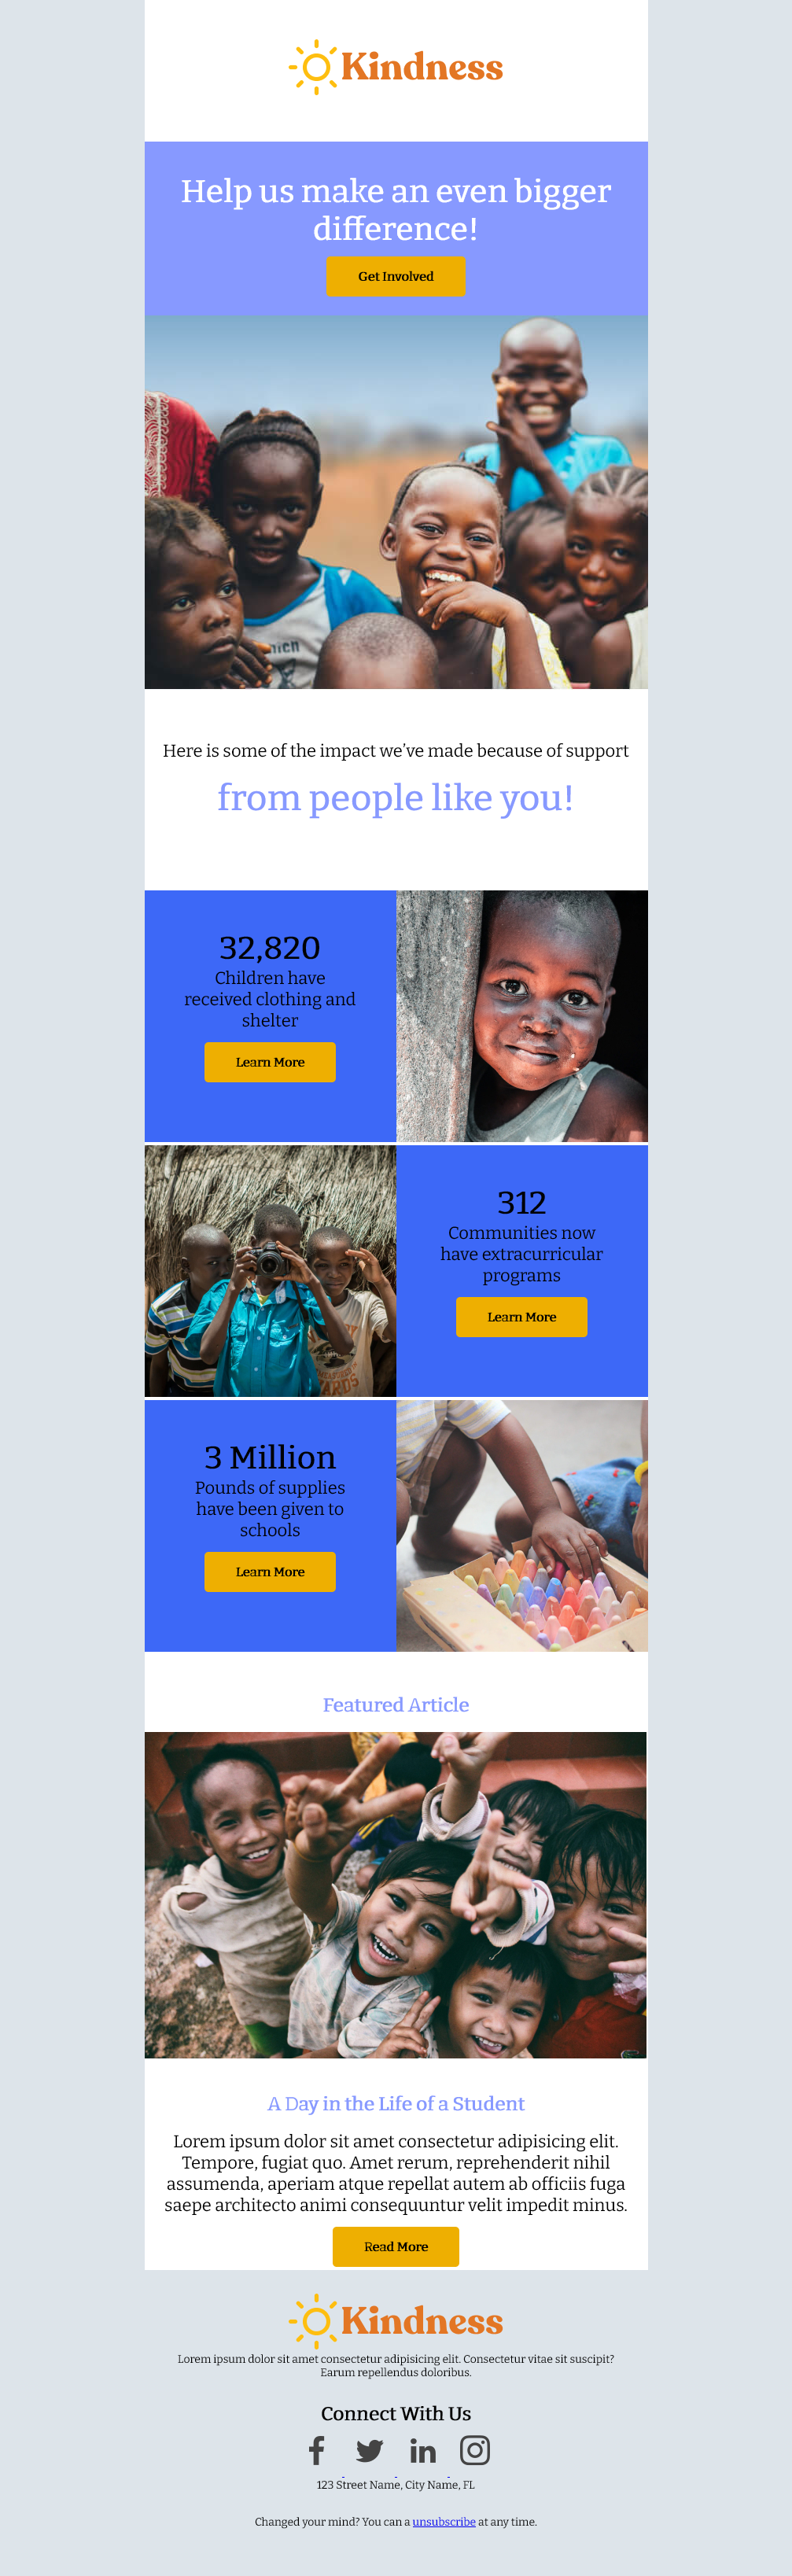 Kindness
Help us make an even bigger
difference!
Get Involved
Here is some of the impact we’ve made because of support
from people like you!
32,820
Children have
received clothing and
shelter
Learn More
312
Communities now
have extracurricular
programs
Learn More
3 Million
Pounds of supplies
have been given to
schools
Learn More
Featured Article
A Day in the Life of a Student
Lorem ipsum dolor sit amet consectetur adipisicing elit.
Tempore, fugiat quo. Amet rerum, reprehenderit nihil
assumenda, aperiam atque repellat autem ab officiis fuga
saepe architecto animi consequuntur velit impedit minus.
Read More
Kindness
Lorem ipsum dolor sit amet consectetur adipisicing elit. Consectetur vitae sit suscipit?
Earum repellendus doloribus.
Connect With Us
123 Street Name, City Name, FL
Changed your mind? You can a unsubscribe at any time.